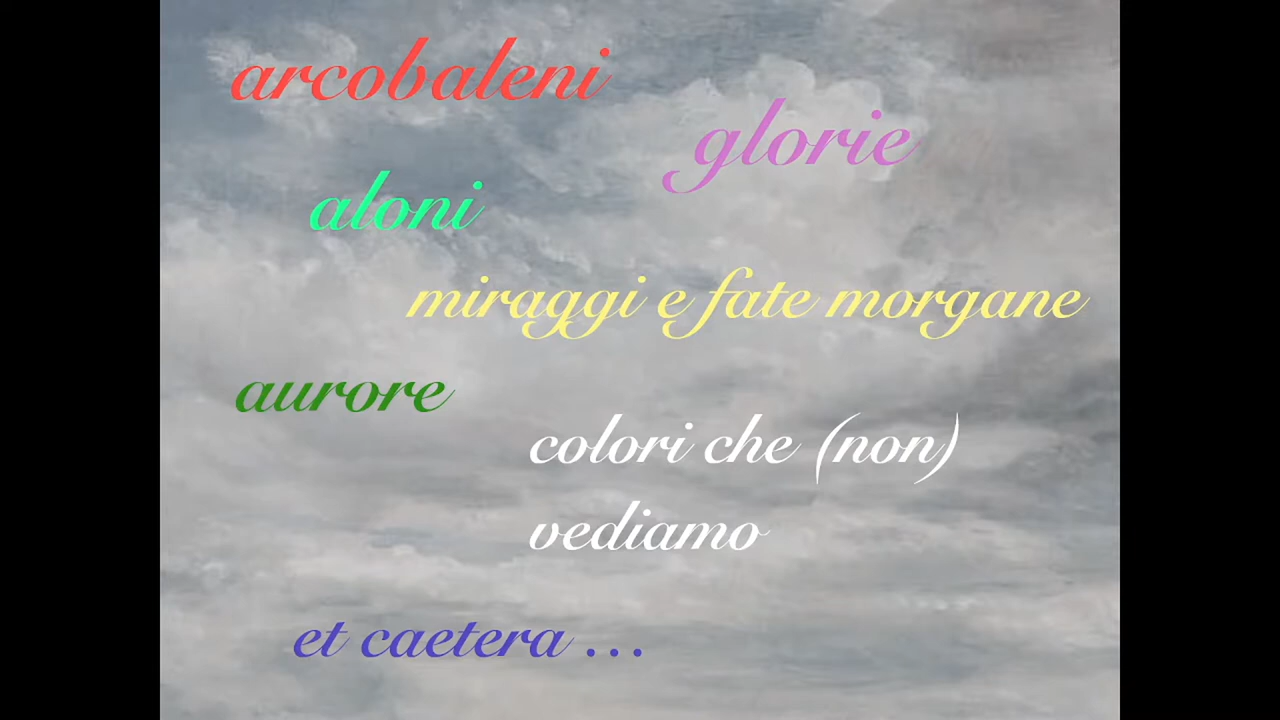 arcobaleni
glorie
aloni
miraggi e fate morgane
aurore
colori che (non)
vediamo
et caetera ...